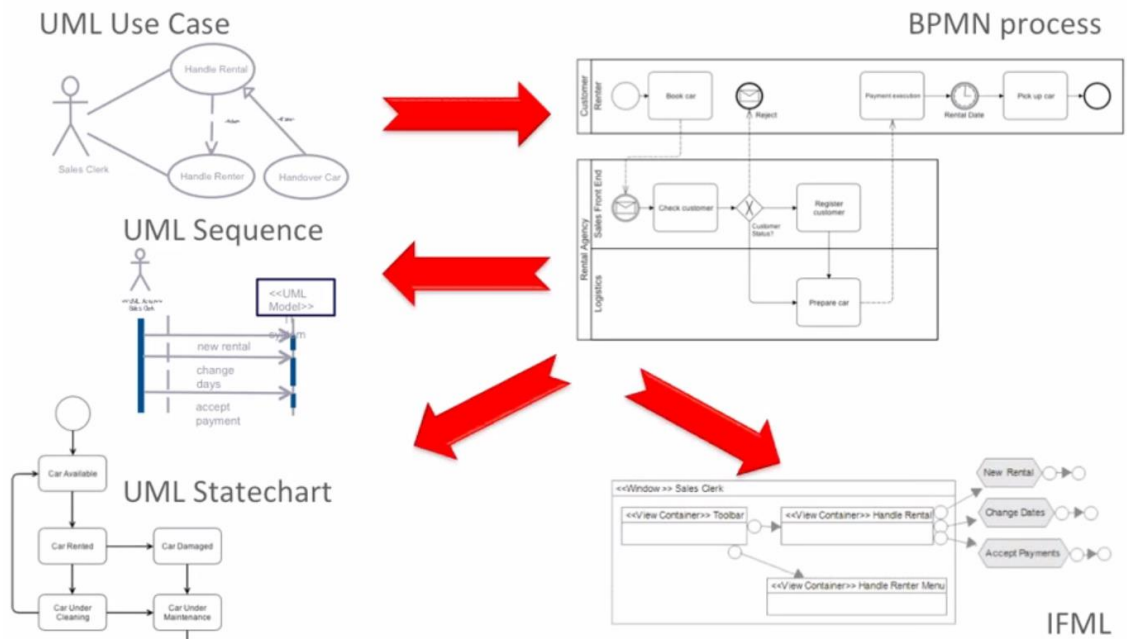 UML Use Case
BPMN process
Handle Rental
Sales Clerk
Handle Renter
Handover Car
Customer
Renter
Book car
Reject
Payment execution
Rental Date
Pick up car
Rental Agency
Sales Front End
Check customer
Customer
Status?
Register
customer
Logistics
Prepare car
UML Sequence
Sales Clerk
<<UML
Model>>
system
new rental
change
days
accept
payment
UML Statechart
Car Available
Car Rented
Car Damaged
Car Under
Cleaning
Car Under
Maintenance
<<Window >> Sales Clerk
<<View Container>> Toolbar
<<View Container>> Handle Rental
<<View Container>> Handle Renter Menu
New Rental
Change Dates
Accept Payments
IFML